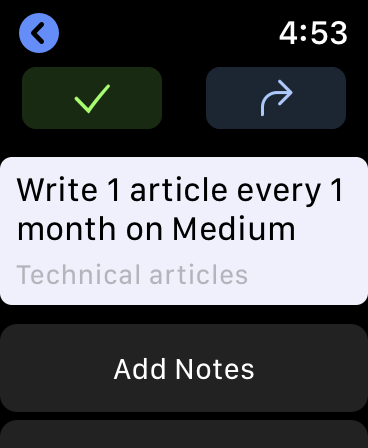 4:53
Write 1 article every 1
month on Medium
Technical articles
Add Notes